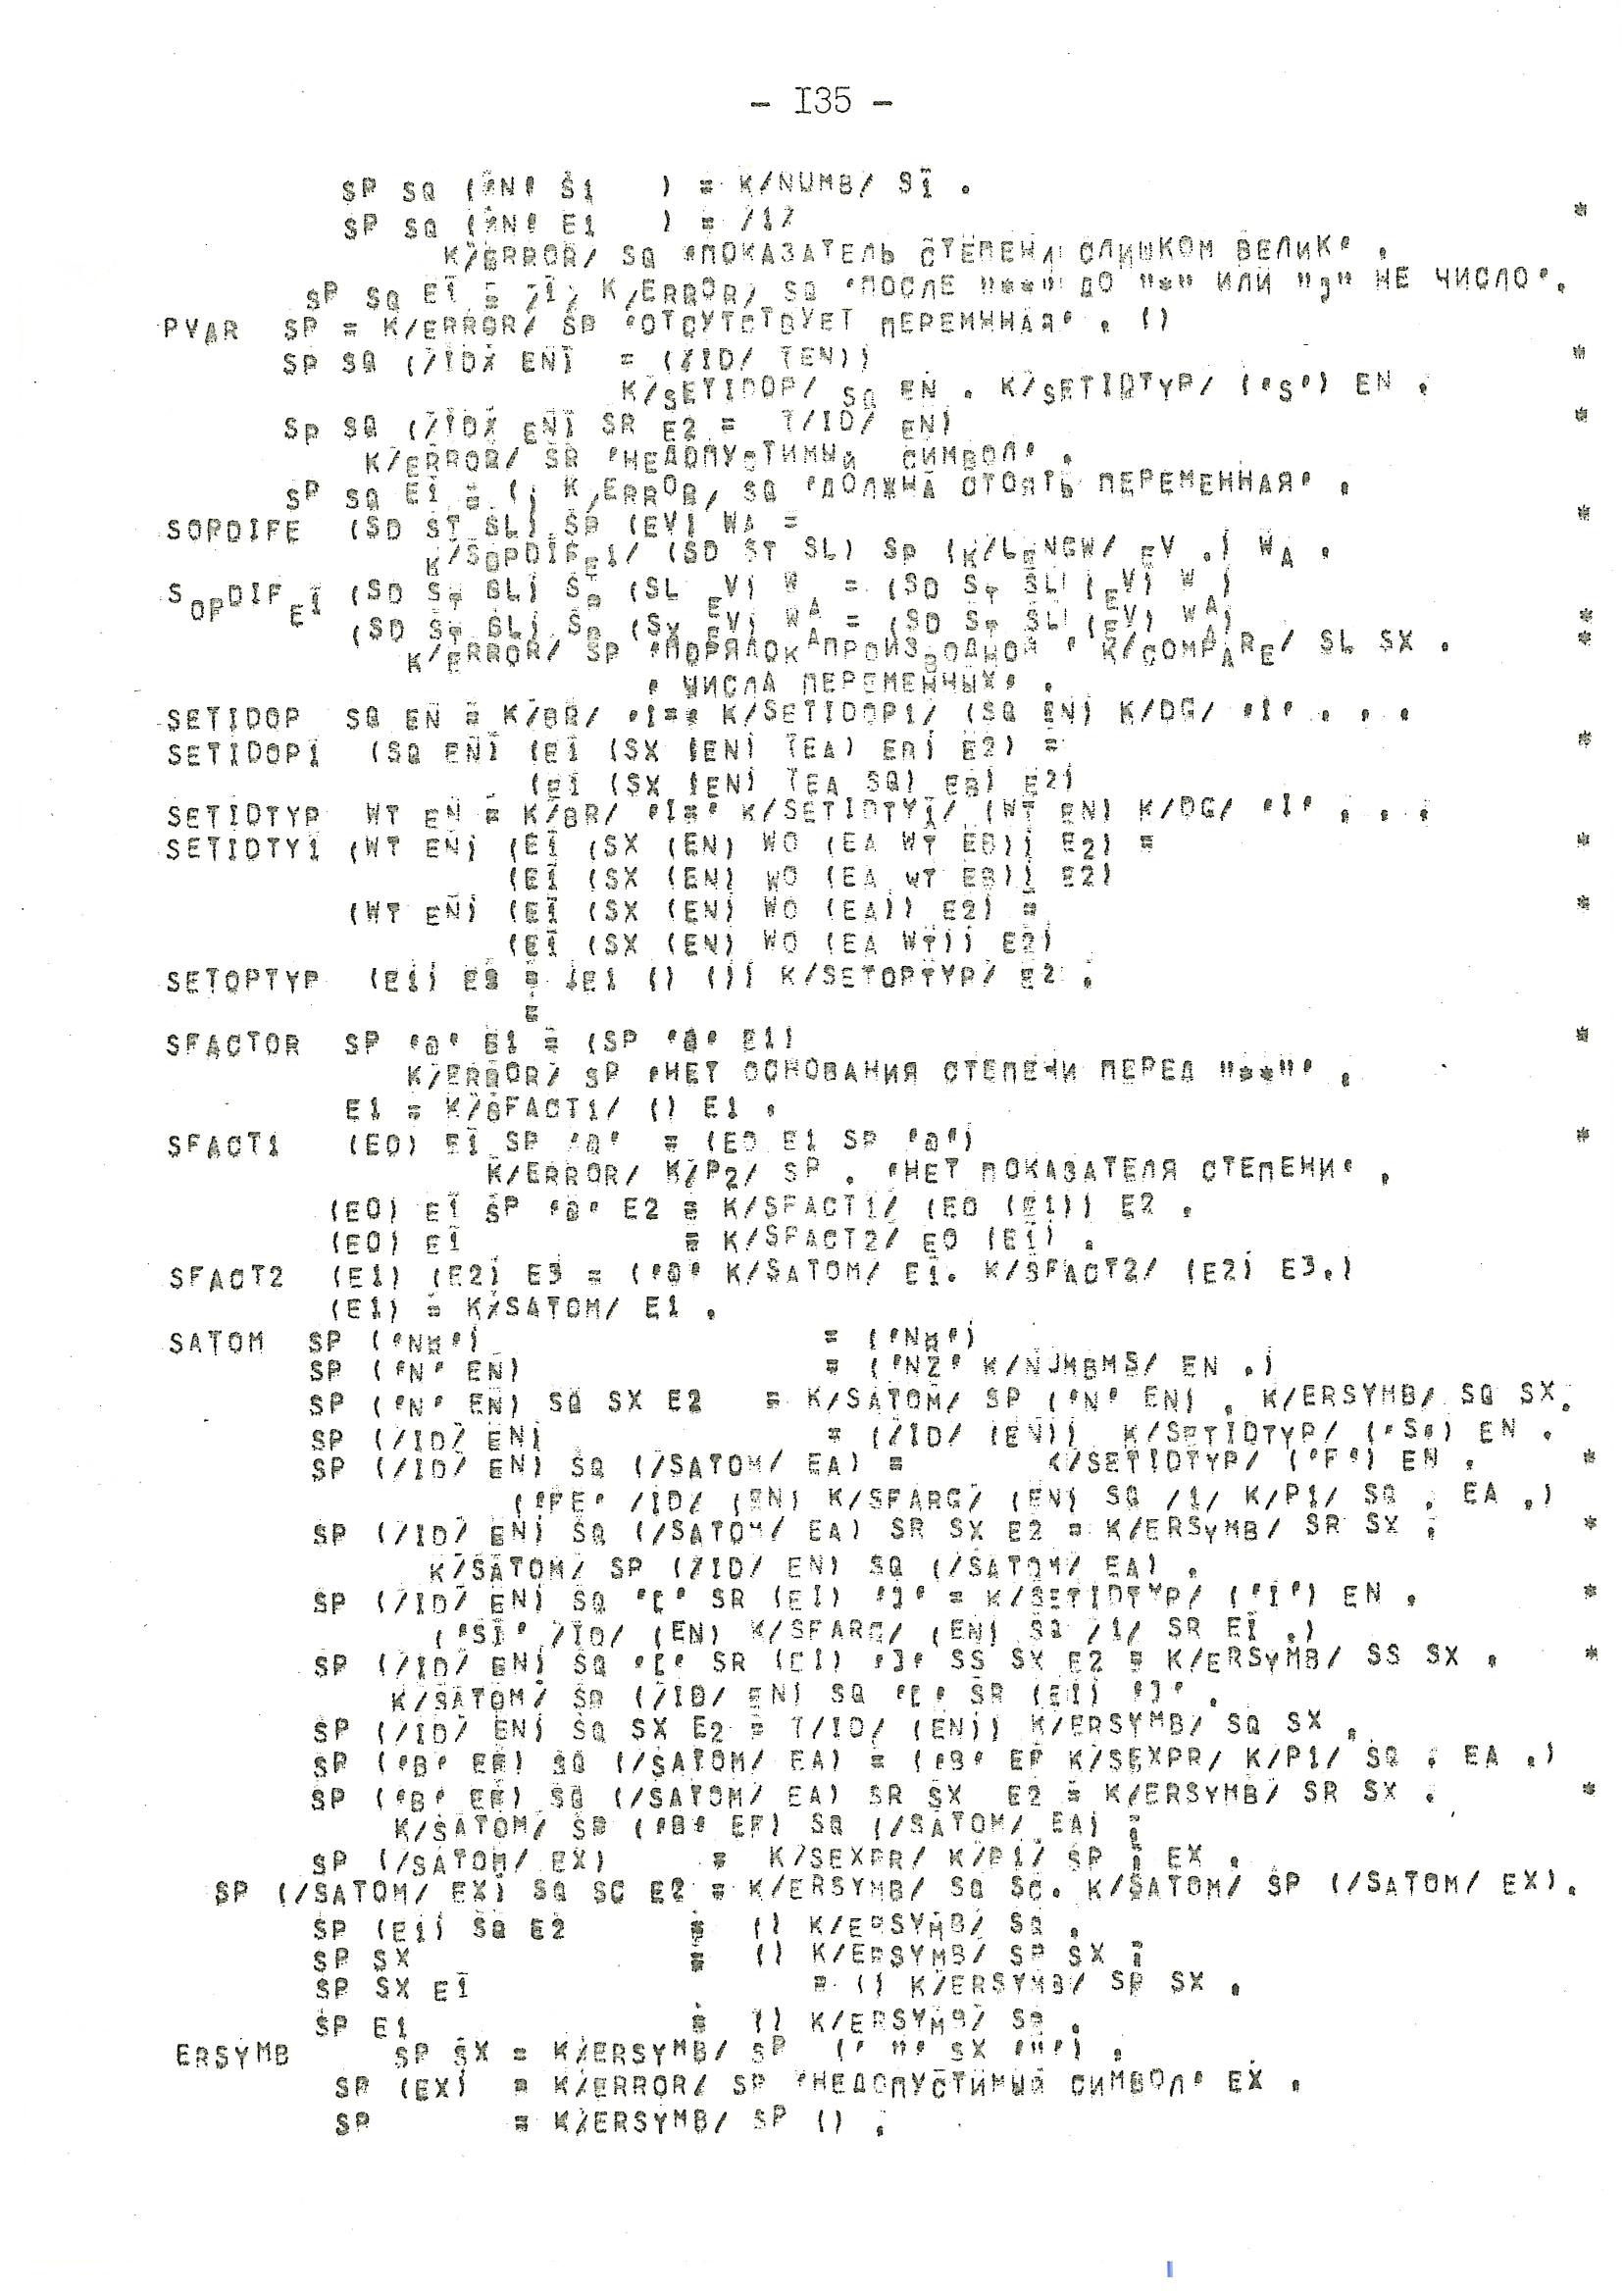 - I35 -
SP SQ ('N' S1 ) = K/NUMB/ S1 .
SP SQ ('N' E1 ) = /1/ *
K/ERROR/ SQ 'ПОКАЗАТЕЛЬ СТЕПЕНИ СЛИШКОМ ВЕЛИК' .
SP SQ E1 = /1/ K/ERROR/ SQ 'ПОСЛЕ "**" ДО "*" ИЛИ "," НЕ ЧИСЛО'.
PVAR SP = K/ERROR/ SP 'ОТСУТСТВУЕТ ПЕРЕМННАЯ' . ()
SP SQ (/ID/ EN) = (/ID/ (EN)) *
K/SETIDOP/ SQ EN . K/SETIDTYP/ ('S') EN .
SP SQ (/ID/ EN) SR E2 = (/ID/ EN) *
K/ERROR/ SR 'НЕДОПУСТИМЫЙ СИМВОЛ' .
SP SQ E1 = () K/ERROR/ SQ 'ДОЛЖНА СТОЯТЬ ПЕРЕМЕННАЯ' .
SOPDIFE (SD ST SL) SP (EV) WA = *
K/SOPDIFE1/ (SD ST SL) SP (K/LENGW/ EV .) WA .
SOPDIFE1 (SD ST SL) SP (SL EV) WA = (SD ST SL (EV) WA)
(SD ST SL) SP (SX EV) WA = (SD ST SL (EV) WA) *
K/ERROR/ SP 'ПОРЯДОК ПРОИЗВОДНОЙ ' K/COMPARE/ SL SX . *
' ЧИСЛА ПЕРЕМЕННЫХ' .
SETIDOP SQ EN = K/BR/ 'I=' K/SETIDOP1/ (SQ EN) K/DG/ 'I' . . .
SETIDOP1 (SQ EN) (E1 (SX (EN) (EA) EB) E2) = *
(E1 (SX (EN) (EA SQ) EB) E2)
SETIDTYP WT EN = K/BR/ 'I=' K/SETIDTY1/ (WT EN) K/DG/ 'I' . . .
SETIDTY1 (WT EN) (E1 (SX (EN) WO (EA WT EB)) E2) = *
(E1 (SX (EN) WO (EA WT EB)) E2)
(WT EN) (E1 (SX (EN) WO (EA)) E2) = *
(E1 (SX (EN) WO (EA WT)) E2)
SETOPTYP (E1) E2 = (E1 () ()) K/SETOPTYP/ E2 .
=
SFACTOR SP '@' E1 = (SP '@' E1) *
K/ERROR/ SP 'НЕТ ОСНОВАНИЯ СТЕПЕНИ ПЕРЕД "**"' .
E1 = K/SFACT1/ () E1 .
SFACT1 (EO) E1 SP '@' = (EO E1 SP '@') *
K/ERROR/ K/P2/ SP . 'НЕТ ПОКАЗАТЕЛЯ СТЕПЕНИ' .
(EO) E1 SP '@' E2 = K/SFACT1/ (EO (E1)) E2 .
(EO) E1 = K/SFACT2/ EO (E1) .
SFACT2 (E1) (E2) E3 = ('@' K/SATOM/ E1. K/SFACT2/ (E2) E3.)
(E1) = K/SATOM/ E1 .
SATOM SP ('N¤') = ('N¤')
SP ('N' EN) = ('NZ' K/NUMBMS/ EN .)
SP ('N' EN) SQ SX E2 = K/SATOM/ SP ('N' EN) . K/ERSYMB/ SQ SX.
SP (/ID/ EN) = (/ID/ (EN)) K/SETIDTYP/ ('S') EN .
SP (/ID/ EN) SQ (/SATOM/ EA) = K/SETIDTYP/ ('F') EN . *
('FE' /ID/ (EN) K/SFARG/ (EN) SQ /1/ K/P1/ SQ . EA .)
SP (/ID/ EN) SQ (/SATOM/ EA) SR SX E2 = K/ERSYMB/ SR SX . *
K/SATOM/ SP (/ID/ EN) SQ (/SATOM/ EA) .
SP (/ID/ EN) SQ '[' SR (EI) ']' = K/SETIDTYP/ ('I') EN . *
('SI' /ID/ (EN) K/SFARG/ (EN) SQ /1/ SR EI .)
SP (/ID/ EN) SQ '[' SR (EI) ']' SS SX E2 = K/ERSYMB/ SS SX . *
K/SATOM/ SP (/ID/ EN) SQ '[' SR (EI) ']' .
SP (/ID/ EN) SQ SX E2 = (/ID/ (EN)) K/ERSYMB/ SQ SX .
SP ('B' EF) SQ (/SATOM/ EA) = ('B' EF K/SEXPR/ K/P1/ SQ . EA .)
SP ('B' EF) SQ (/SATOM/ EA) SR SX E2 = K/ERSYMB/ SR SX . *
K/SATOM/ SP ('B' EF) SQ (/SATOM/ EA) .
SP (/SATOM/ EX) = K/SEXPR/ K/P1/ SP . EX .
SP (/SATOM/ EX) SQ SC E2 = K/ERSYMB/ SQ SC. K/SATOM/ SP (/SATOM/ EX).
SP (E1) SQ E2 = () K/ERSYMB/ SQ .
SP SX = () K/ERSYMB/ SP SX .
SP SX E1 = () K/ERSYMB/ SP SX .
SP E1 = () K/ERSYMB/ SP .
ERSYMB SP SX = K/ERSYMB/ SP (' "' SX '"') .
SP (EX) = K/ERROR/ SP 'НЕДОПУСТИМЫЙ СИМВОЛ' EX .
SP = K/ERSYMB/ SP () .